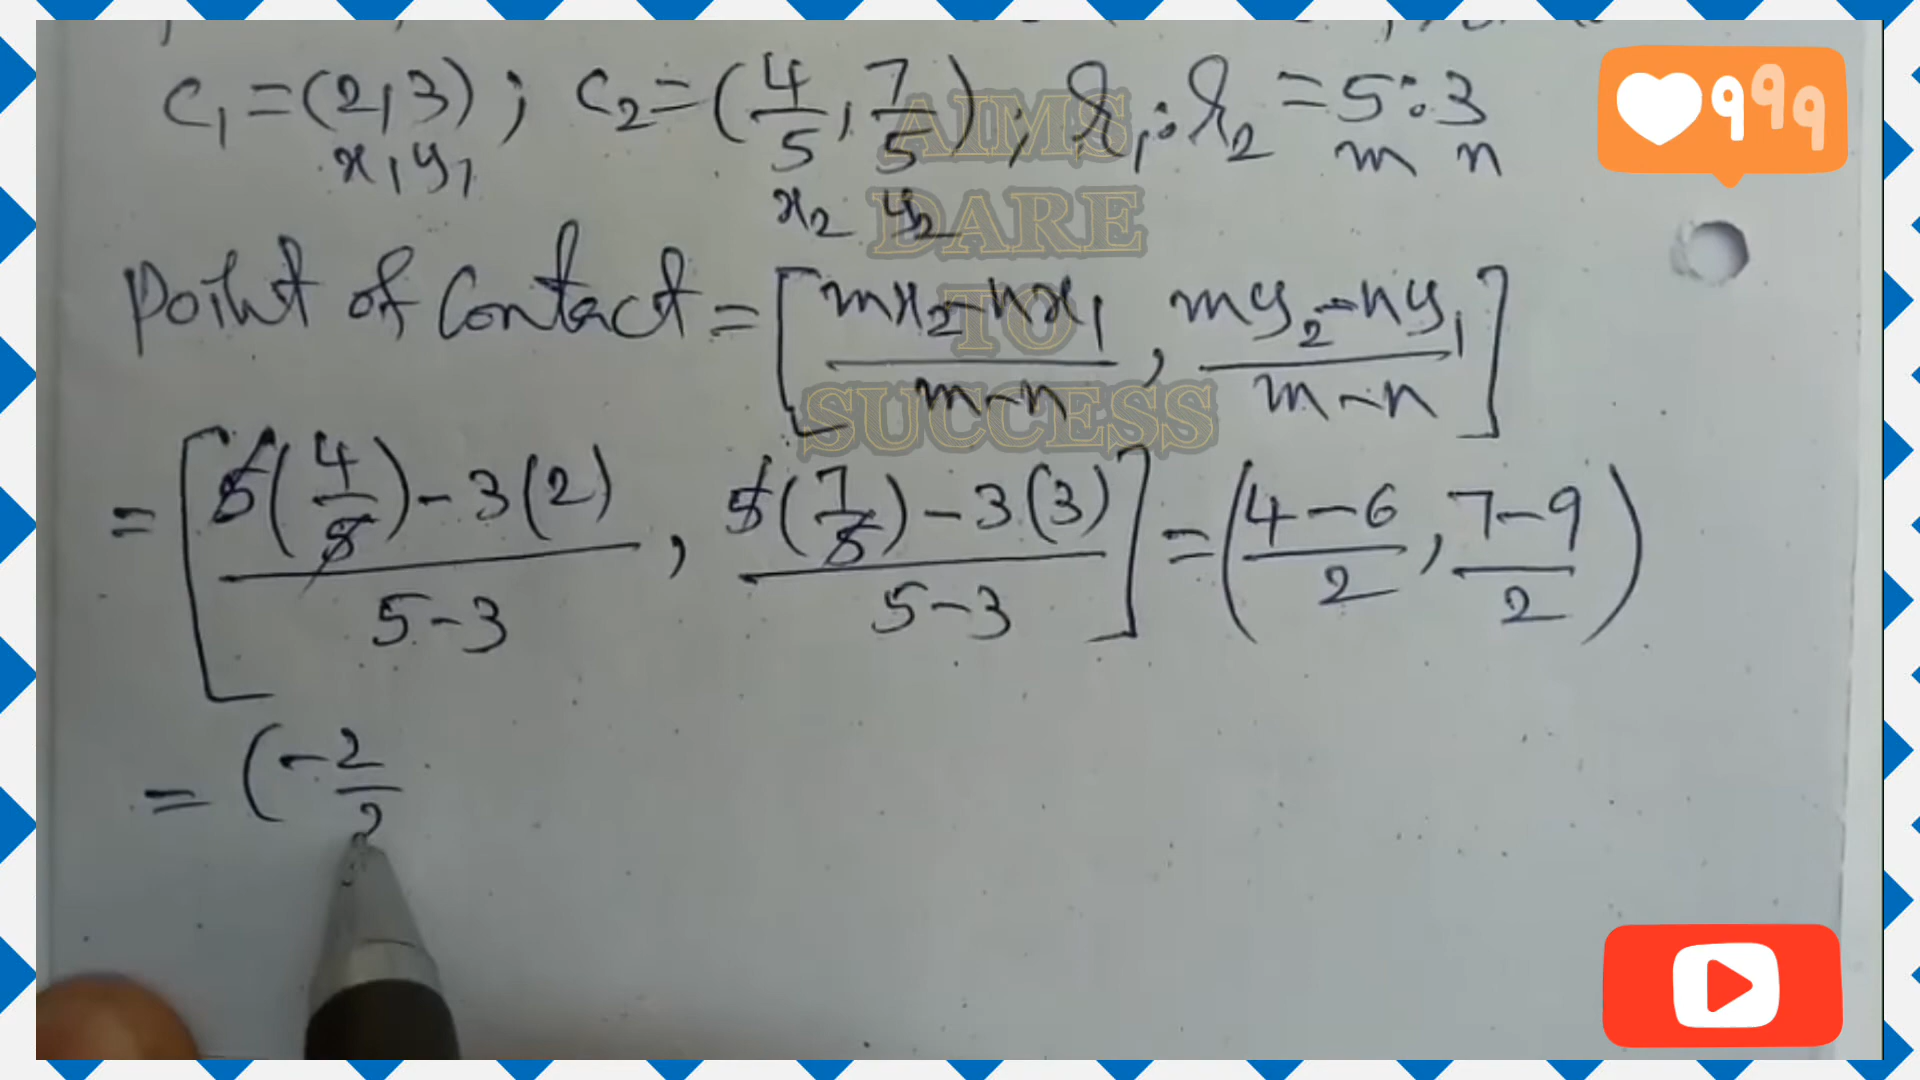 C₁ = (2, 3) ; C₂ = (4/5, 7/5) ; r₁ : r₂ = 5 : 3
x₁ y₁ m n
x₂ y₂
Point of Contact = [mx₂ - nx₁ / m - n , my₂ - ny₁ / m - n]
= [5(4/5) - 3(2) / 5 - 3 , 5(7/5) - 3(3) / 5 - 3] = (4 - 6 / 2 , 7 - 9 / 2)
= (-2/2
AIMS
DARE
TO
SUCCESS
999